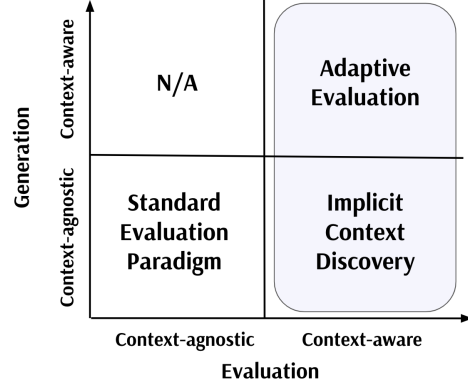 Generation
Context-aware
Context-agnostic
N/A
Adaptive
Evaluation
Standard
Evaluation
Paradigm
Implicit
Context
Discovery
Context-agnostic
Context-aware
Evaluation